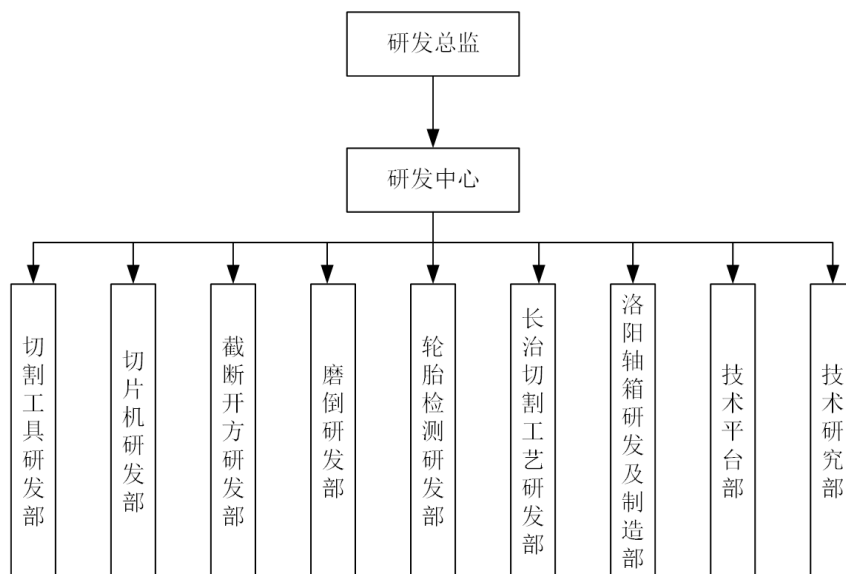 研发总监
研发中心
切割工具研发部
切片机研发部
截断开方研发部
磨倒研发部
轮胎检测研发部
长治切割工艺研发部
洛阳轴箱研发及制造部
技术平台部
技术研究部